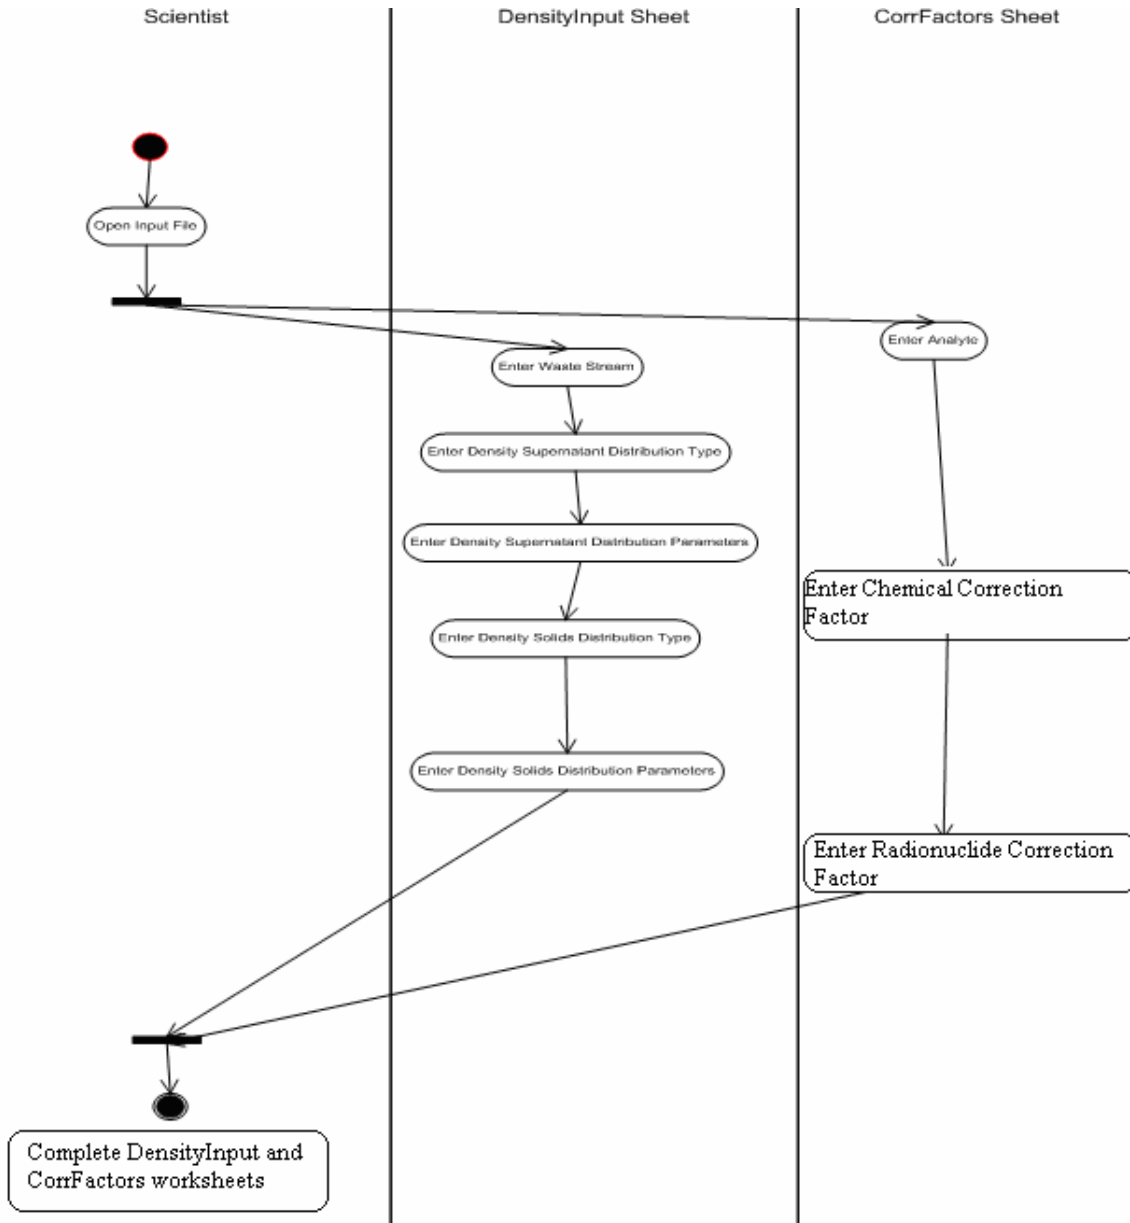 Scientist
DensityInput Sheet
CorrFactors Sheet
Open Input File
Enter Analyte
Enter Waste Stream
Enter Density Supernatant Distribution Type
Enter Density Supernatant Distribution Parameters
Enter Chemical Correction
Factor
Enter Density Solids Distribution Type
Enter Density Solids Distribution Parameters
Enter Radionuclide Correction
Factor
Complete DensityInput and
CorrFactors worksheets